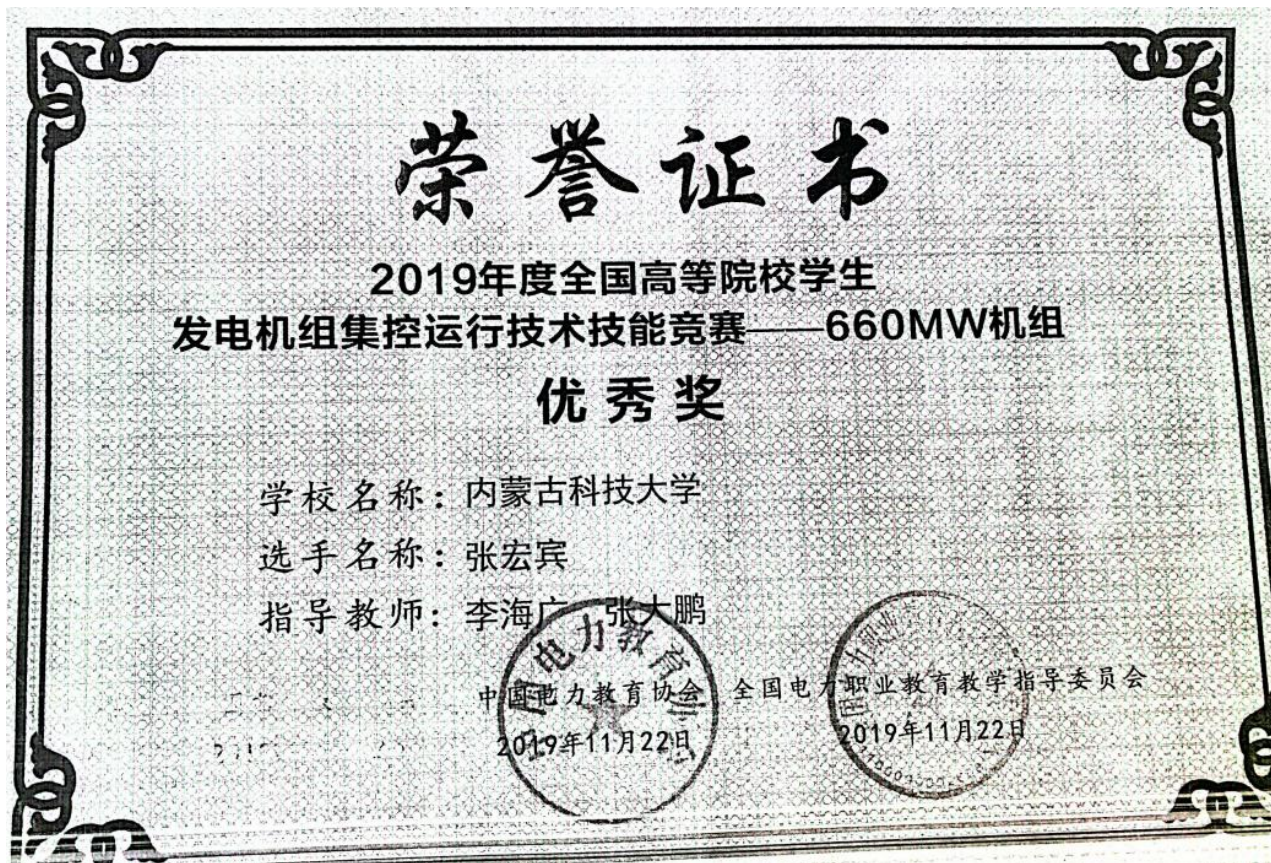 荣誉证书
2019年度全国高等院校学生
发电机组集控运行技术技能竞赛——660MW机组
优秀奖
学校名称：内蒙古科技大学
选手名称：张宏宾
指导教师：李海广 张大鹏
中国电力教育协会 全国电力职业教育教学指导委员会
2019年11月22日 2019年11月22日